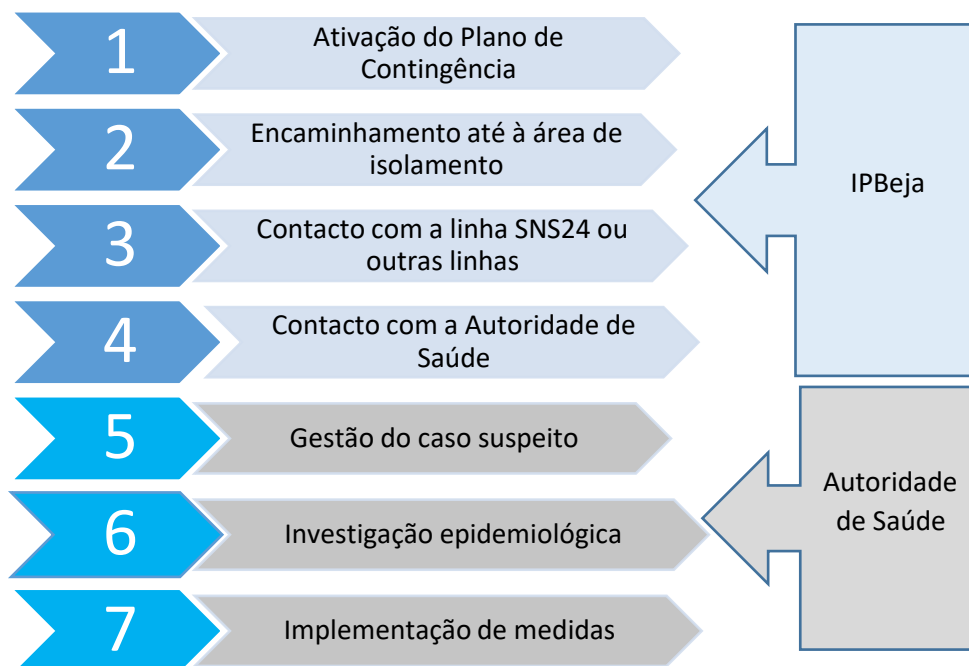 1
Ativação do Plano de
Contingência
2
Encaminhamento até à área de
isolamento
3
Contacto com a linha SNS24 ou
outras linhas
4
Contacto com a Autoridade de
Saúde
IPBeja
5
Gestão do caso suspeito
6
Investigação epidemiológica
7
Implementação de medidas
Autoridade
de Saúde